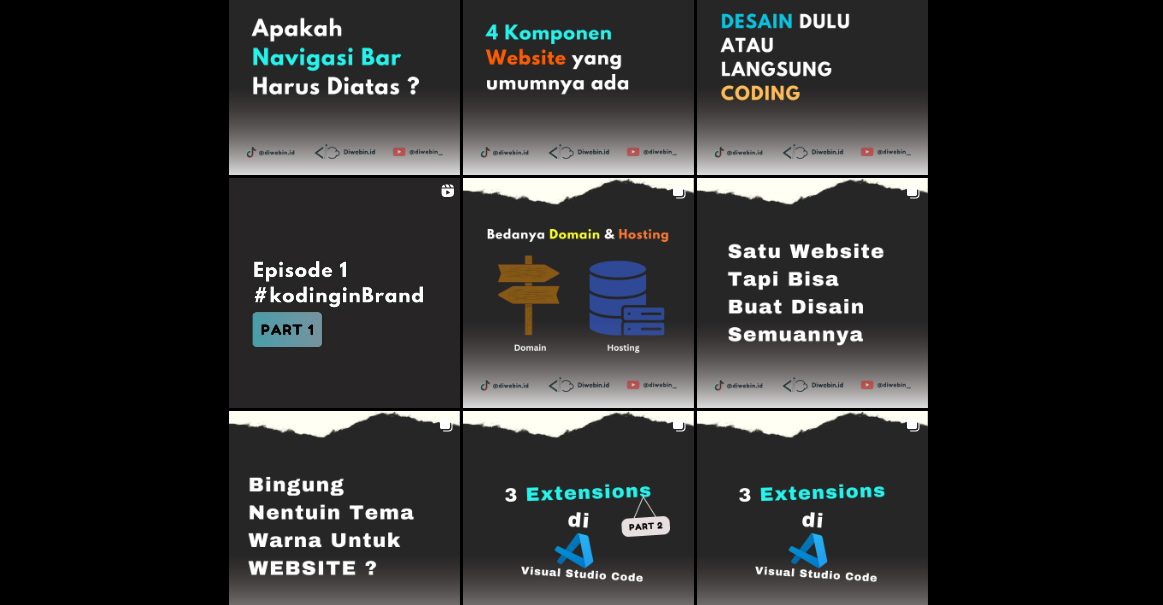 Apakah
Navigasi Bar
Harus Diatas ?
@diwebin.id
Diwebin.id
@diwebin_
4 Komponen
Website yang
umumnya ada
@diwebin.id
Diwebin.id
@diwebin_
DESAIN DULU
ATAU
LANGSUNG
CODING
@diwebin.id
Diwebin.id
@diwebin_
Episode 1
#kodinginBrand
PART 1
Bedanya Domain & Hosting
Domain
Hosting
@diwebin.id
Diwebin.id
@diwebin_
Satu Website
Tapi Bisa
Buat Disain
Semuannya
@diwebin.id
Diwebin.id
@diwebin_
Bingung
Nentuin Tema
Warna Untuk
WEBSITE ?
3 Extensions
di
PART 2
Visual Studio Code
3 Extensions
di
Visual Studio Code